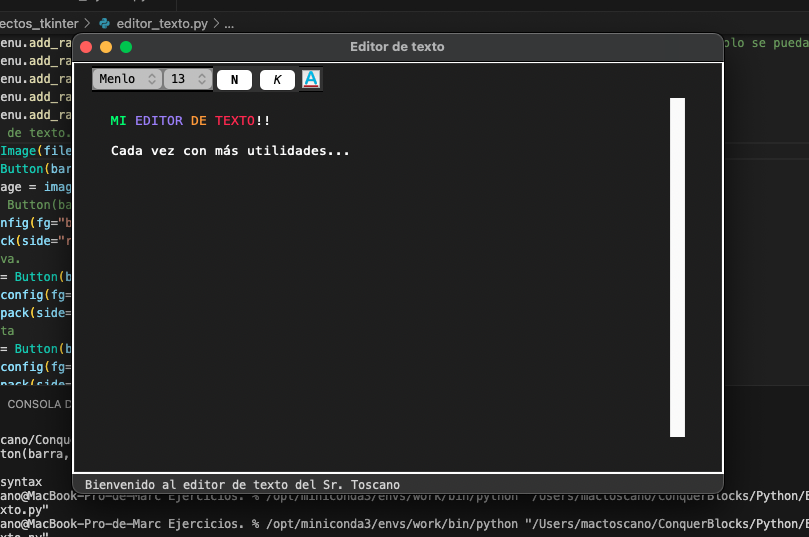 ectos_tkinter > editor_texto.py > ...
enu.add_ra
Editor de texto
olo se pueda
enu.add_ra
Menlo 13 N K A
enu.add_ra
enu.add_ra
enu.add_ra
MI EDITOR DE TEXTO!!
de texto.
Image(file
Cada vez con más utilidades...
Button(bar
age = imag
Button(ba
nfig(fg="b
ck(side="r
va.
= Button(b
config(fg=
pack(side=
ta
= Button(b
config(fg=
pack(side=
CONSOLA D
cano/Conqu
ton(barra,
syntax
Bienvenido al editor de texto del Sr. Toscano
ano@MacBook-Pro-de-Marc Ejercicios. % /opt/miniconda3/envs/work/bin/python "/Users/mactoscano/ConquerBlocks/Python/E
xto.py"
ano@MacBook-Pro-de-Marc Ejercicios. % /opt/miniconda3/envs/work/bin/python "/Users/mactoscano/ConquerBlocks/Python/E
xto.py"